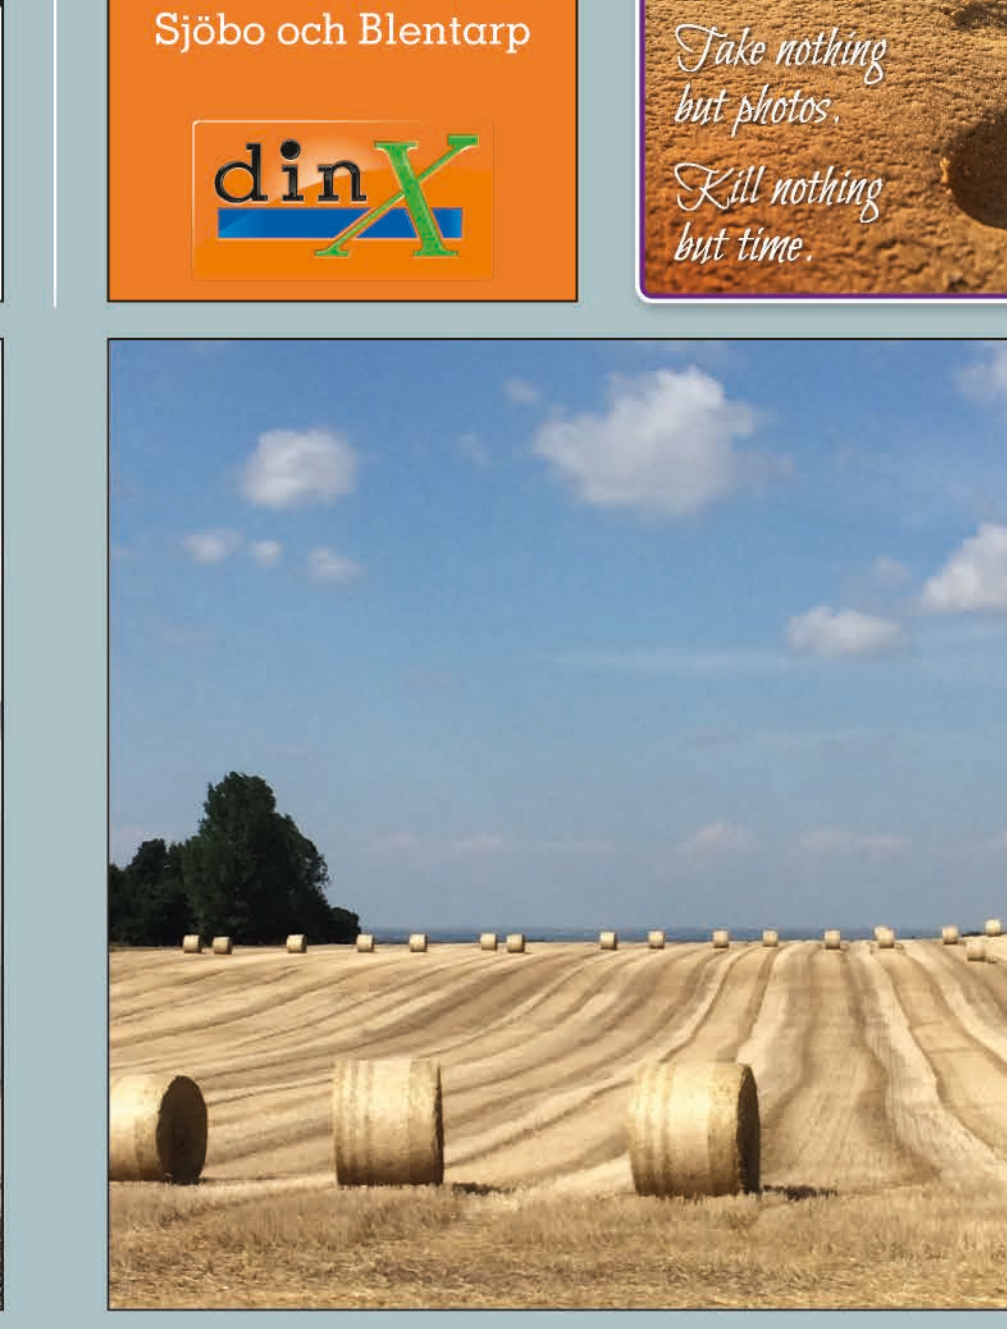 Sjöbo och Blentarp
dinX
Take nothing
but photos.
Kill nothing
but time.